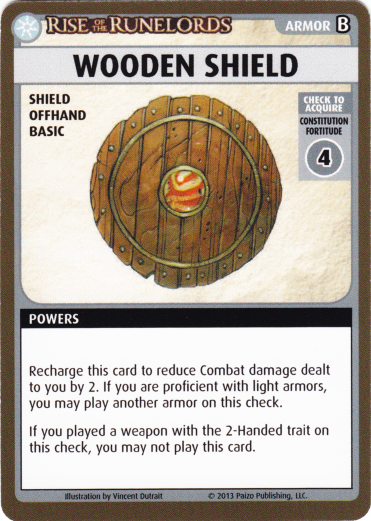 RISE OF THE RUNELORDS
ARMOR B
WOODEN SHIELD
SHIELD
OFFHAND
BASIC
CHECK TO
ACQUIRE
CONSTITUTION
FORTITUDE
4
POWERS
Recharge this card to reduce Combat damage dealt
to you by 2. If you are proficient with light armors,
you may play another armor on this check.
If you played a weapon with the 2-Handed trait on
this check, you may not play this card.
Illustration by Vincent Dutrait © 2013 Paizo Publishing, LLC.